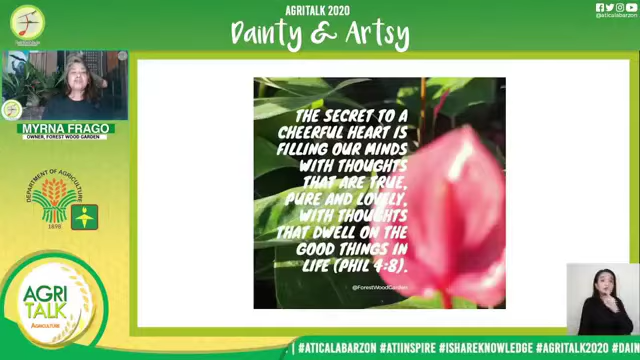 AGRITALK 2020
Dainty & Artsy
@aticalabarzon
MYRNA FRAGO
OWNER, FOREST WOOD GARDEN
DEPARTMENT OF AGRICULTURE
1898
AGRI
TALK
AGRICULTURE
THE SECRET TO A
CHEERFUL HEART IS
FILLING OUR MINDS
WITH THOUGHTS
THAT ARE TRUE,
PURE AND LOVELY,
WITH THOUGHTS
THAT DWELL ON THE
GOOD THINGS IN
LIFE (PHIL 4:8).
@ForestWoodGarden
| #ATICALABARZON #ATIINSPIRE #ISHAREKNOWLEDGE #AGRITALK2020 #DAIN